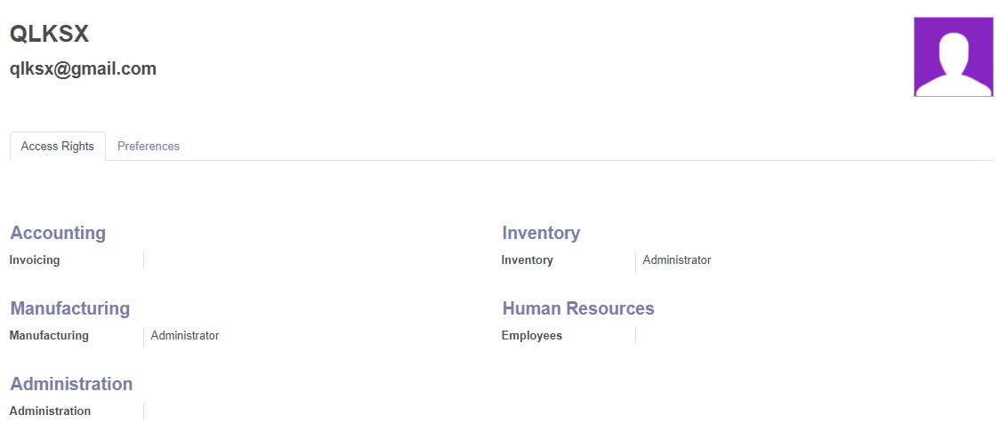 QLKSX
qlksx@gmail.com
Access Rights Preferences
Accounting Inventory
Invoicing Inventory Administrator
Manufacturing Human Resources
Manufacturing Administrator Employees
Administration
Administration